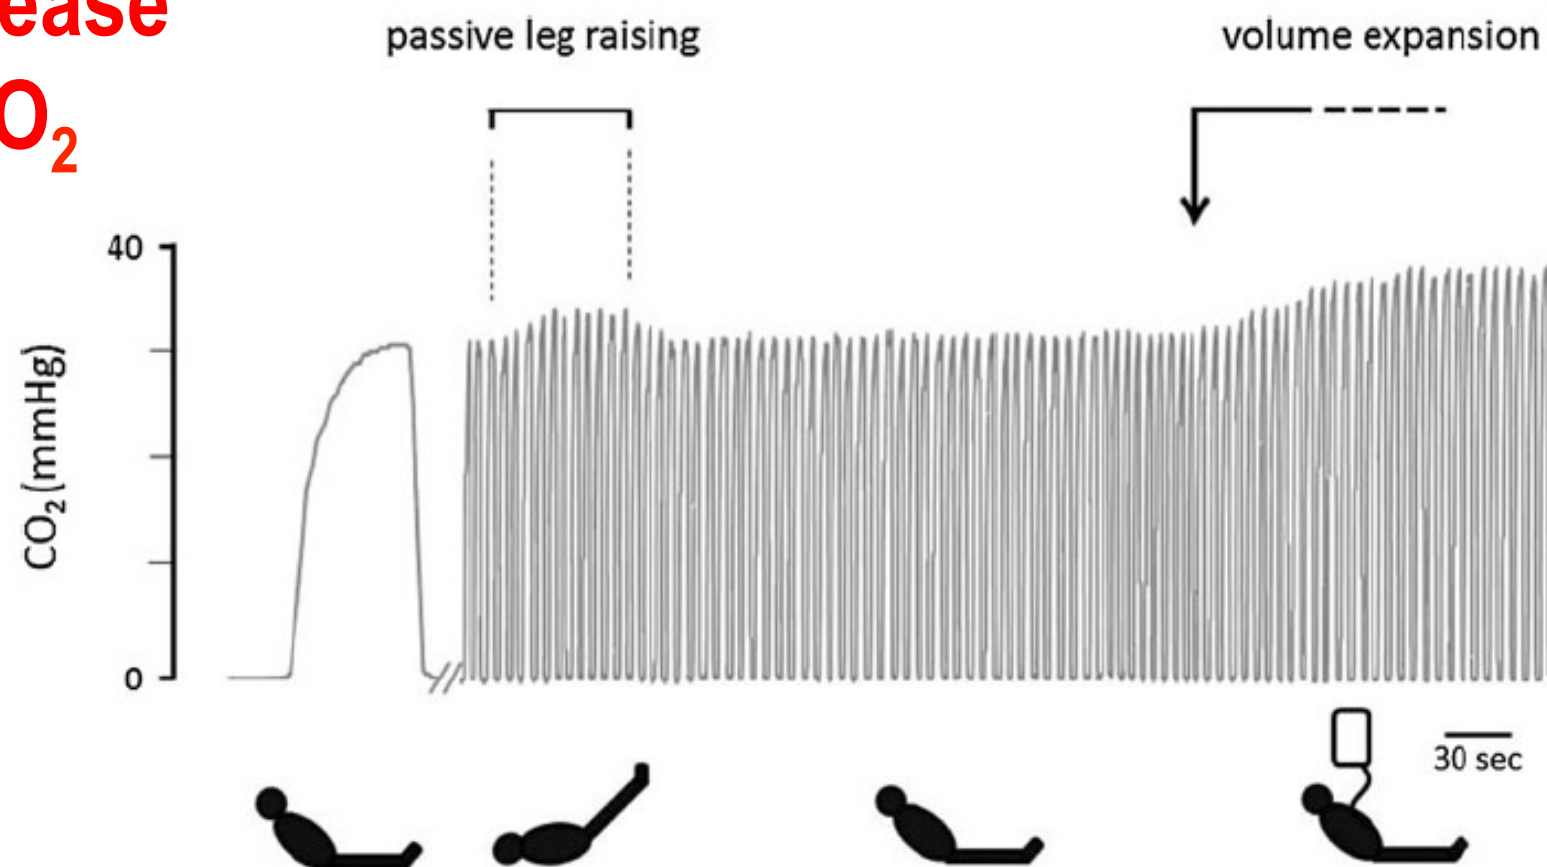 ease
O₂
passive leg raising
volume expansion
40
CO₂(mmHg)
0
30 sec